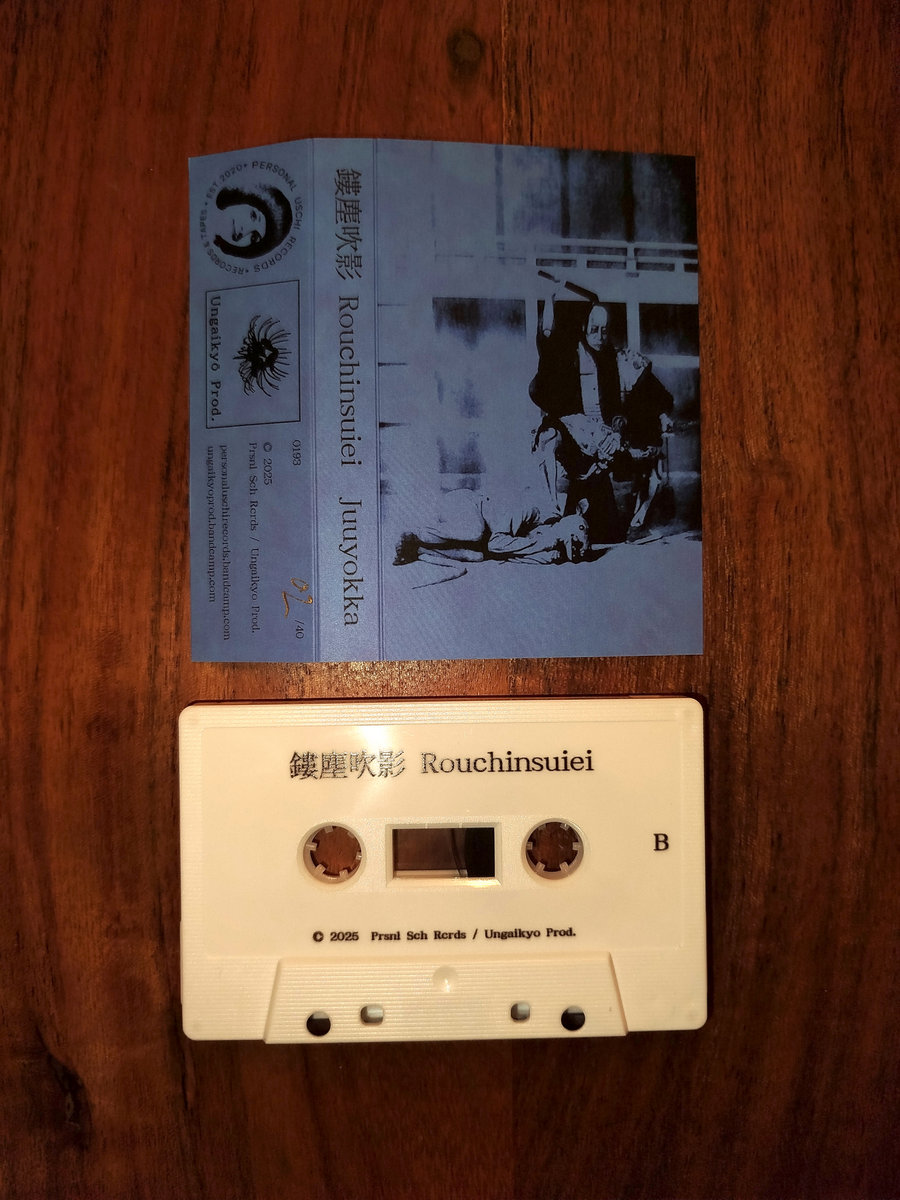 • PERSONAL USCHI RECORDS • RECORDS & TAPES • EST 2020
Ungaikyō Prod.
0193
© 2025
Prsnl Sch Rcrds / Ungaikyo Prod.
personaluschirecords.bandcamp.com
ungaikyoprod.bandcamp.com
02 /40
鏤塵吹影 Rouchinsuiei Juuyokka
鏤塵吹影 Rouchinsuiei
B
© 2025 Prsnl Sch Rcrds / Ungaikyo Prod.